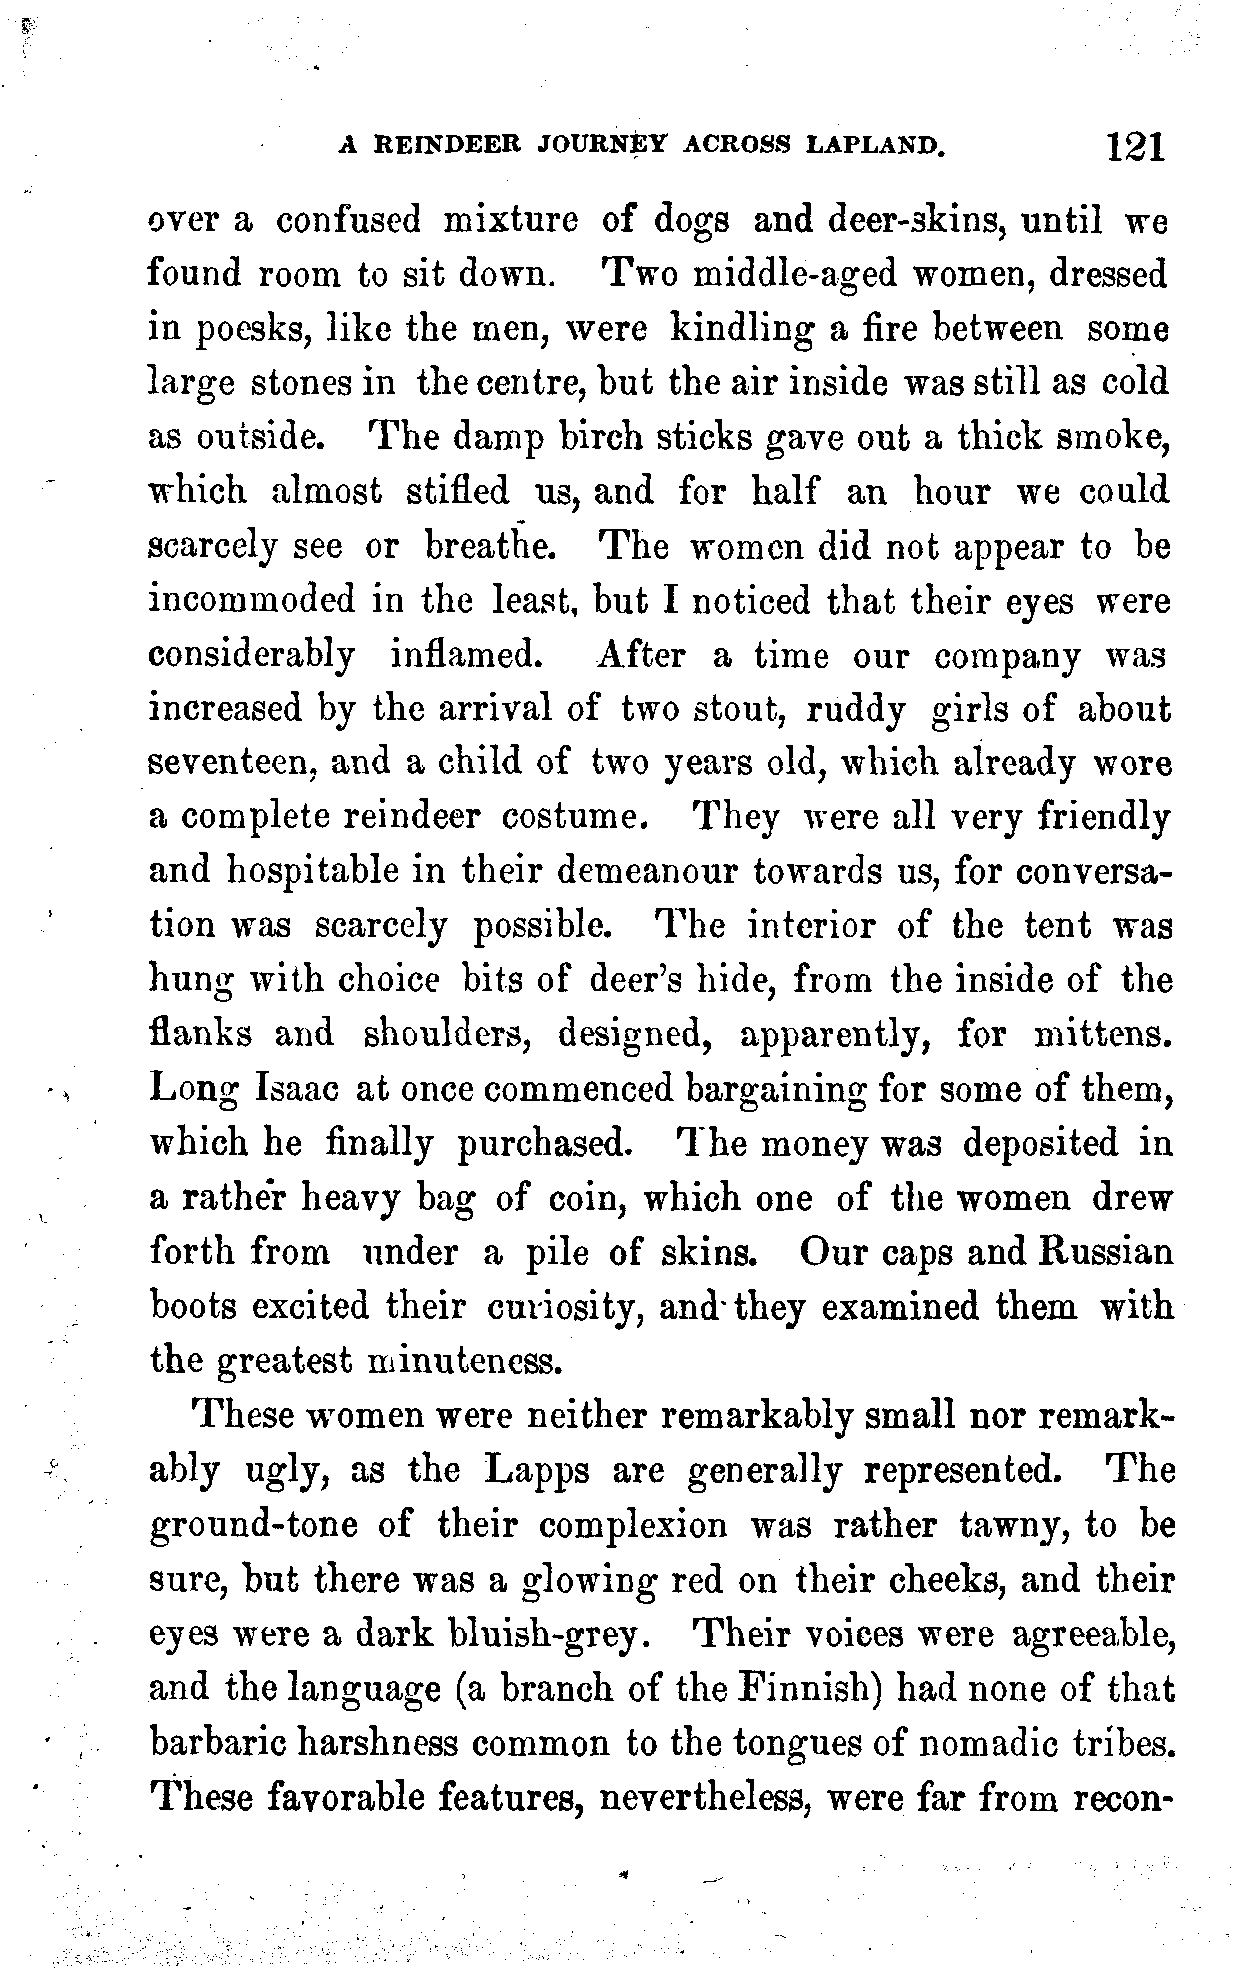 A REINDEER JOURNEY ACROSS LAPLAND. 121
over a confused mixture of dogs and deer-skins, until we
found room to sit down. Two middle-aged women, dressed
in poesks, like the men, were kindling a fire between some
large stones in the centre, but the air inside was still as cold
as outside. The damp birch sticks gave out a thick smoke,
which almost stifled us, and for half an hour we could
scarcely see or breathe. The women did not appear to be
incommoded in the least, but I noticed that their eyes were
considerably inflamed. After a time our company was
increased by the arrival of two stout, ruddy girls of about
seventeen, and a child of two years old, which already wore
a complete reindeer costume. They were all very friendly
and hospitable in their demeanour towards us, for conversa-
tion was scarcely possible. The interior of the tent was
hung with choice bits of deer's hide, from the inside of the
flanks and shoulders, designed, apparently, for mittens.
Long Isaac at once commenced bargaining for some of them,
which he finally purchased. The money was deposited in
a rather heavy bag of coin, which one of the women drew
forth from under a pile of skins. Our caps and Russian
boots excited their curiosity, and they examined them with
the greatest minuteness.
These women were neither remarkably small nor remark-
ably ugly, as the Lapps are generally represented. The
ground-tone of their complexion was rather tawny, to be
sure, but there was a glowing red on their cheeks, and their
eyes were a dark bluish-grey. Their voices were agreeable,
and the language (a branch of the Finnish) had none of that
barbaric harshness common to the tongues of nomadic tribes.
These favorable features, nevertheless, were far from recon-